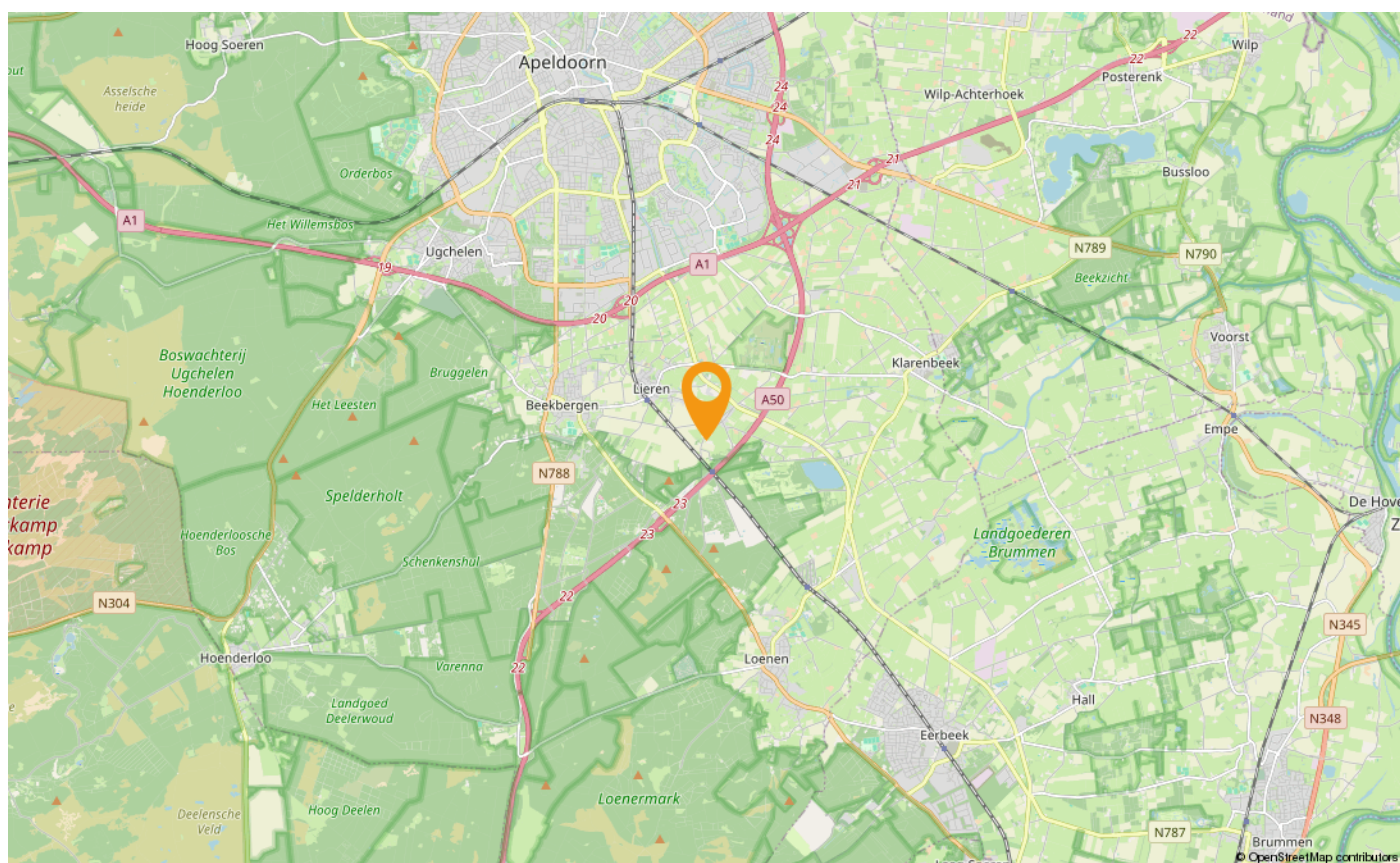 Hoog Soeren
Apeldoorn
22
Wilp
22
Posterenk
24
24
24
Wilp-Achterhoek
Asselsche
heide
Orderbos
21
21
Bussloo
A1
Het Willemsbos
Ugchelen
19
A1
N789
N790
Beekzicht
20
20
Voorst
Boswachterij
Ugchelen
Hoenderloo
Bruggelen
Klarenbeek
Lieren
Het Leesten
Beekbergen
A50
Empe
N788
Spelderholt
nterie
kamp
kamp
23
23
De Hove
Z
Hoenderloosche
Bos
Schenkenshul
Landgoederen
Brummen
22
N304
N345
Hoenderloo
Varenna
22
Loenen
Landgoed
Deelerwoud
Hall
N348
Eerbeek
Hoog Deelen
Loenermark
Deelensche
Veld
N787
Brummen
© OpenStreetMap contributors